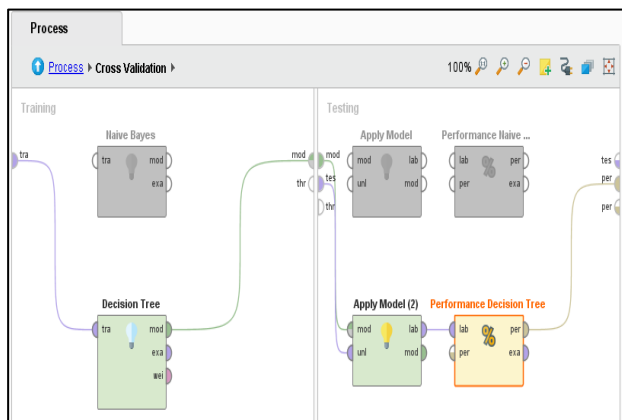 Process
Process ▸ Cross Validation ▸
100%
Training
Testing
Naive Bayes
tra
mod
exa
tra
mod
thr
Apply Model
mod
lab
unl
mod
Performance Naive ...
lab
per
per
exa
mod
tes
thr
tes
per
per
Decision Tree
tra
mod
exa
wei
Apply Model (2)
mod
lab
unl
mod
Performance Decision Tree
lab
per
per
exa